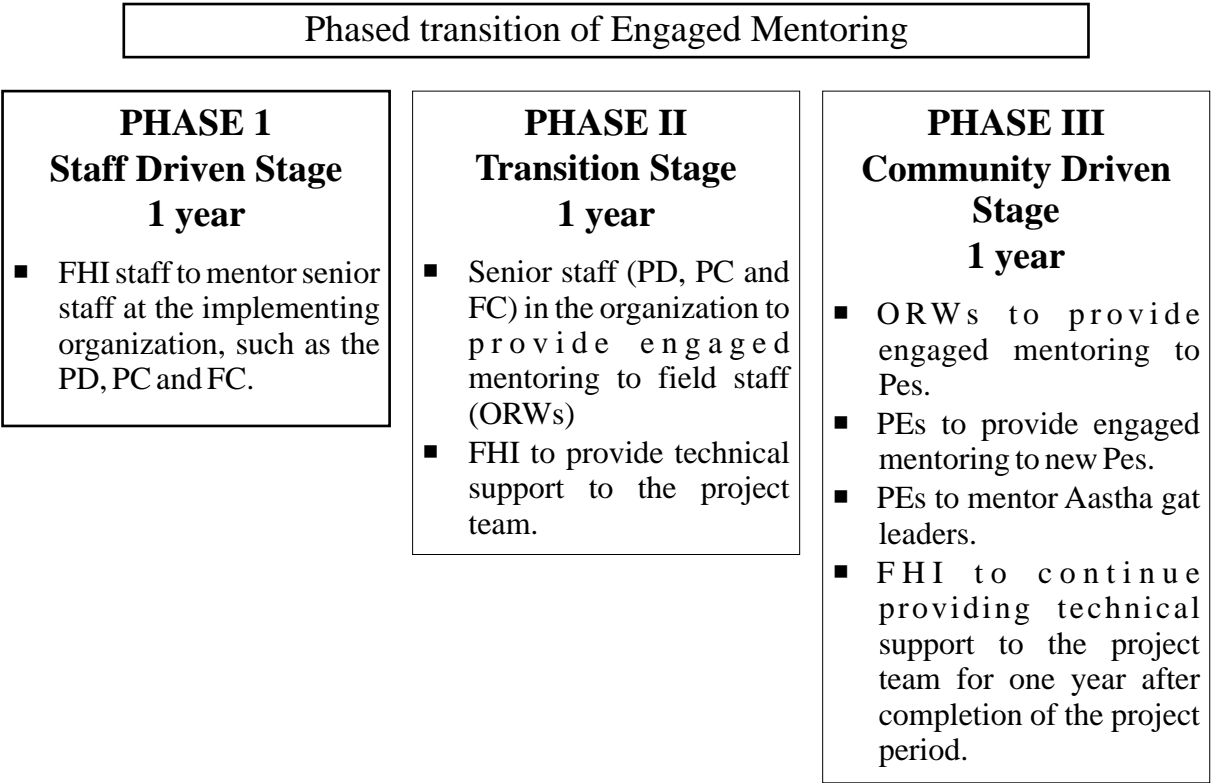 Phased transition of Engaged Mentoring
PHASE 1
Staff Driven Stage
1 year
▪ FHI staff to mentor senior
staff at the implementing
organization, such as the
PD, PC and FC.
PHASE II
Transition Stage
1 year
▪ Senior staff (PD, PC and
FC) in the organization to
provide engaged
mentoring to field staff
(ORWs)
▪ FHI to provide technical
support to the project
team.
PHASE III
Community Driven
Stage
1 year
▪ ORWs to provide
engaged mentoring to
Pes.
▪ PEs to provide engaged
mentoring to new Pes.
▪ PEs to mentor Aastha gat
leaders.
▪ FHI to continue
providing technical
support to the project
team for one year after
completion of the project
period.